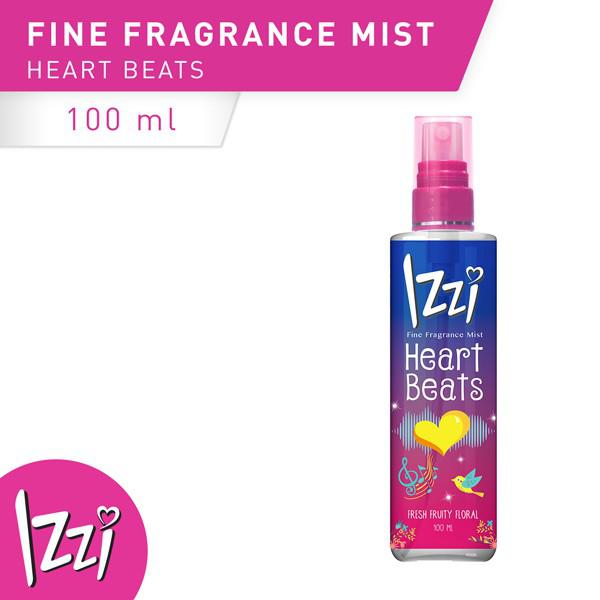 FINE FRAGRANCE MIST
HEART BEATS
100 ml
Izzi
Fine Fragrance Mist
Heart
Beats
FRESH FRUITY FLORAL
100 ML
Izzi